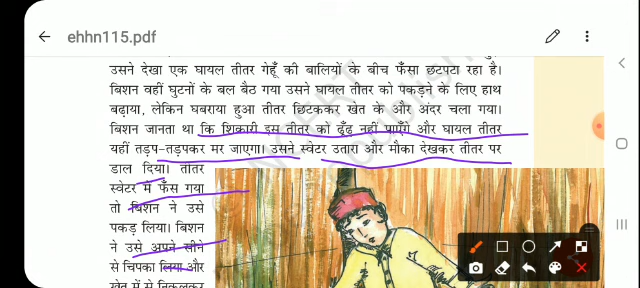 ehhn115.pdf
उसने देखा एक घायल तीतर गेहूँ की बालियों के बीच फँसा छटपटा रहा है।
बिशन वहीं घुटनों के बल बैठ गया उसने घायल तीतर को पकड़ने के लिए हाथ
बढ़ाया, लेकिन घबराया हुआ तीतर छिटककर खेत के और अंदर चला गया।
बिशन जानता था कि शिकारी इस तीतर को ढूँढ़ नहीं पाएँगे और घायल तीतर
यहीं तड़प-तड़पकर मर जाएगा। उसने स्वेटर उतारा और मौका देखकर तीतर पर
डाल दिया। तीतर
स्वेटर में फँस गया
तो बिशन ने उसे
पकड़ लिया। बिशन
ने उसे अपने सीने
से चिपका लिया और
खेत में से निकलकर